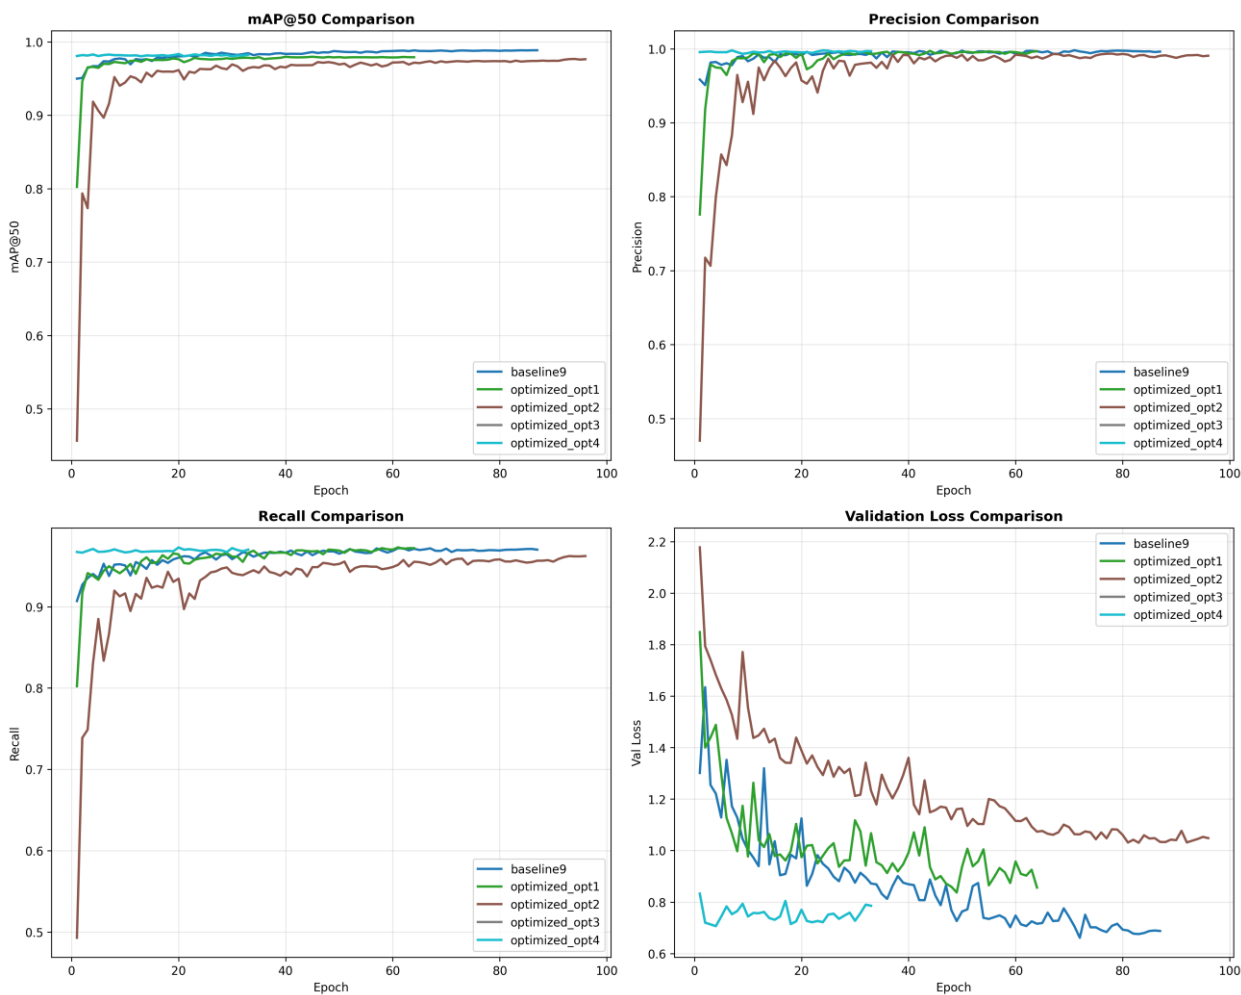 mAP@50 Comparison
1.0
0.9
0.8
0.7
0.6
0.5
mAP@50
0
20
40
60
80
100
Epoch
baseline9
optimized_opt1
optimized_opt2
optimized_opt3
optimized_opt4
Precision Comparison
1.0
0.9
0.8
0.7
0.6
0.5
Precision
0
20
40
60
80
100
Epoch
baseline9
optimized_opt1
optimized_opt2
optimized_opt3
optimized_opt4
Recall Comparison
0.9
0.8
0.7
0.6
0.5
Recall
0
20
40
60
80
100
Epoch
baseline9
optimized_opt1
optimized_opt2
optimized_opt3
optimized_opt4
Validation Loss Comparison
2.2
2.0
1.8
1.6
1.4
1.2
1.0
0.8
0.6
Val Loss
0
20
40
60
80
100
Epoch
baseline9
optimized_opt1
optimized_opt2
optimized_opt3
optimized_opt4